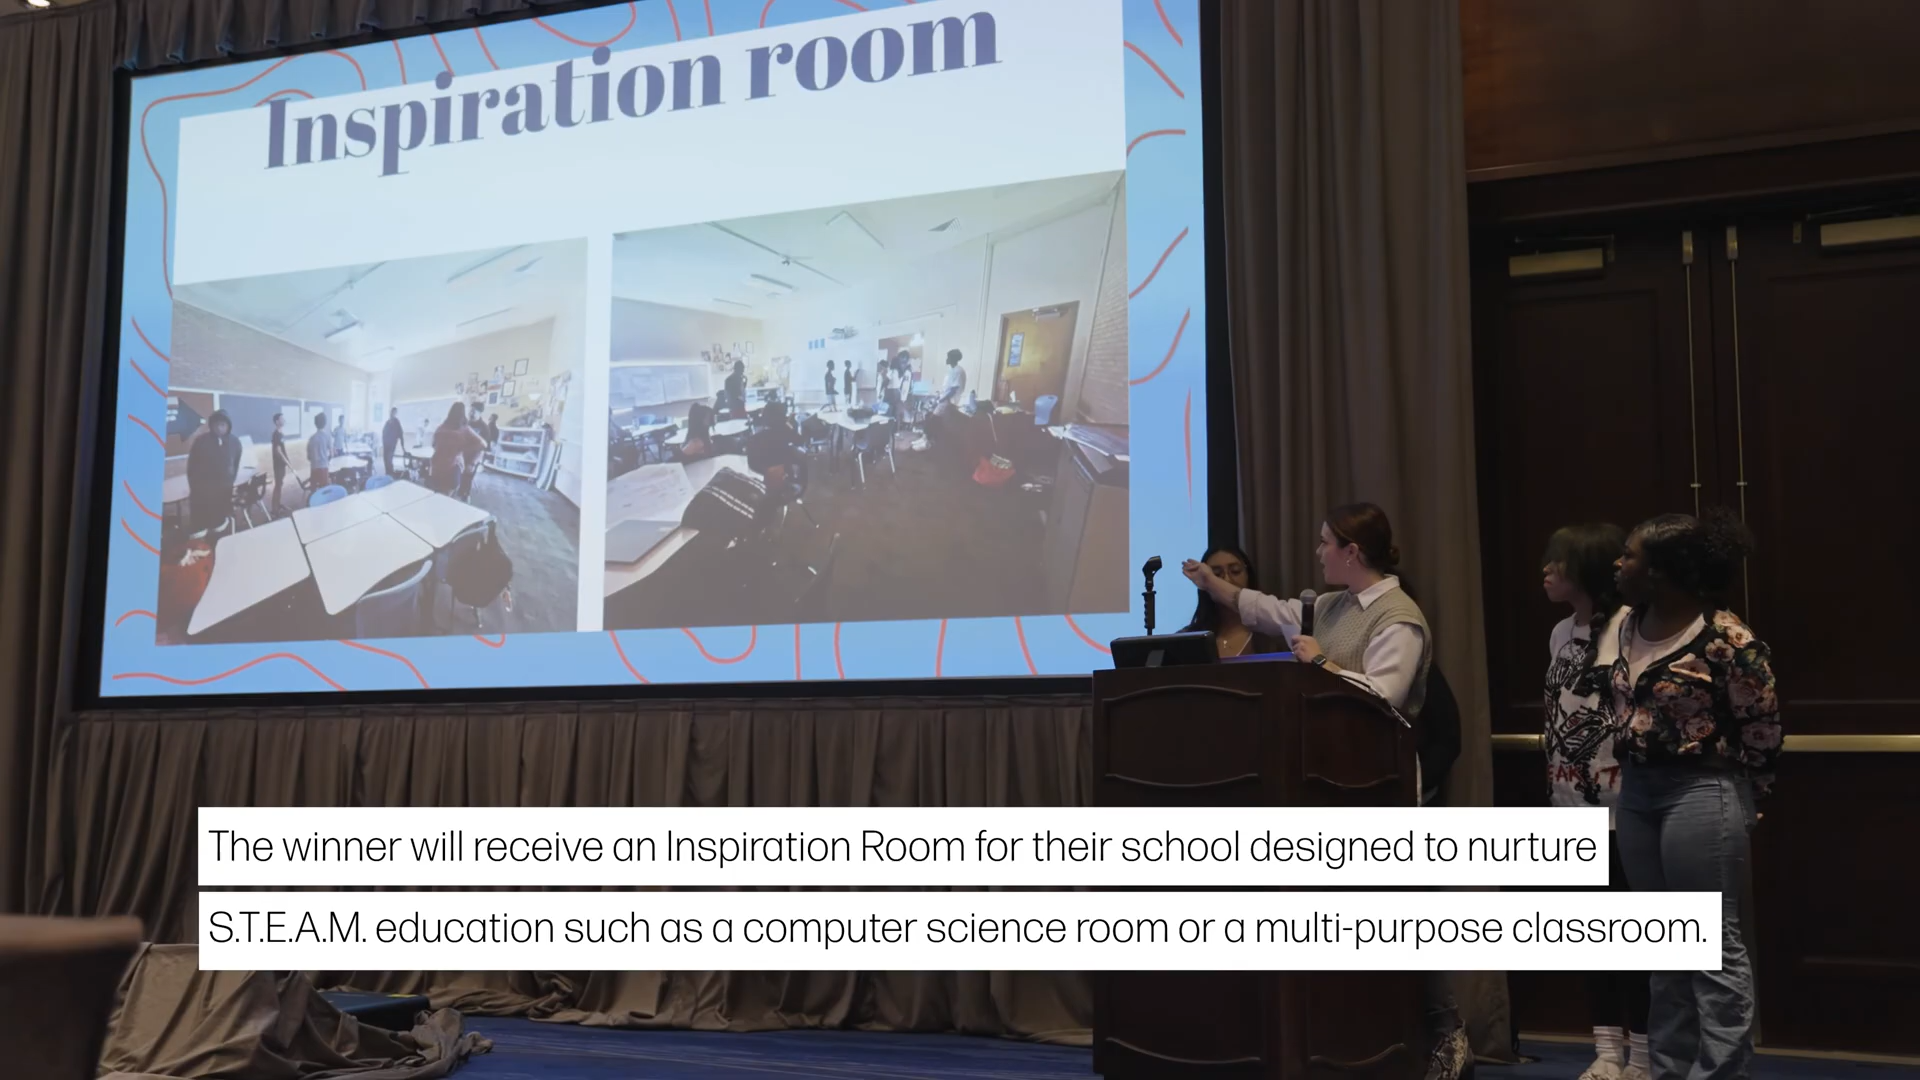 Inspiration room
The winner will receive an Inspiration Room for their school designed to nurture
S.T.E.A.M. education such as a computer science room or a multi-purpose classroom.